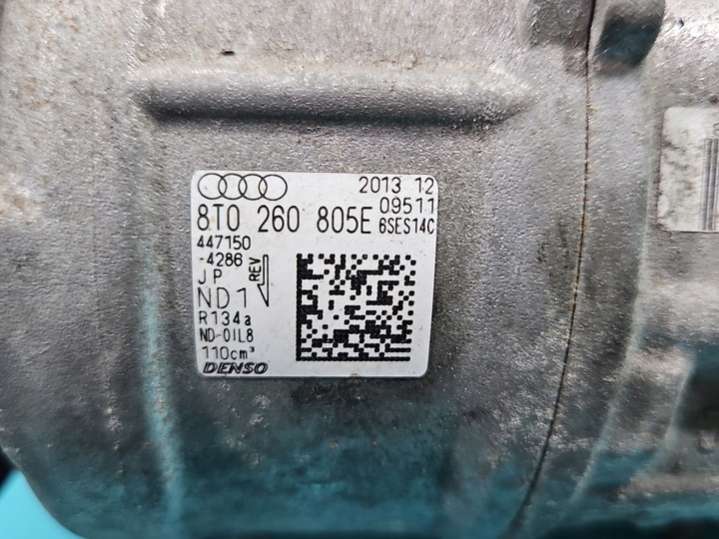 2013 12
09511
8T0 260 805E 6SES14C
447150
-4286
JP REV
ND1
R134a
ND-OIL8
110cm³
DENSO